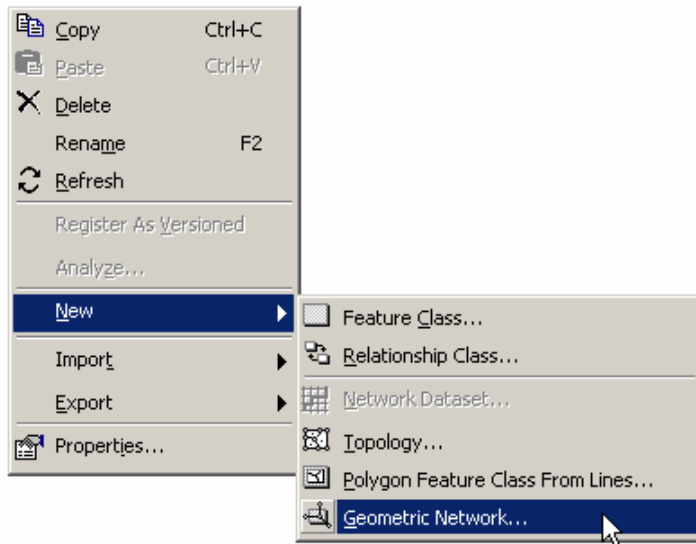 Copy Ctrl+C
Paste Ctrl+V
Delete
Rename F2
Refresh
Register As Versioned
Analyze...
New
Import
Export
Properties...
Feature Class...
Relationship Class...
Network Dataset...
Topology...
Polygon Feature Class From Lines...
Geometric Network...